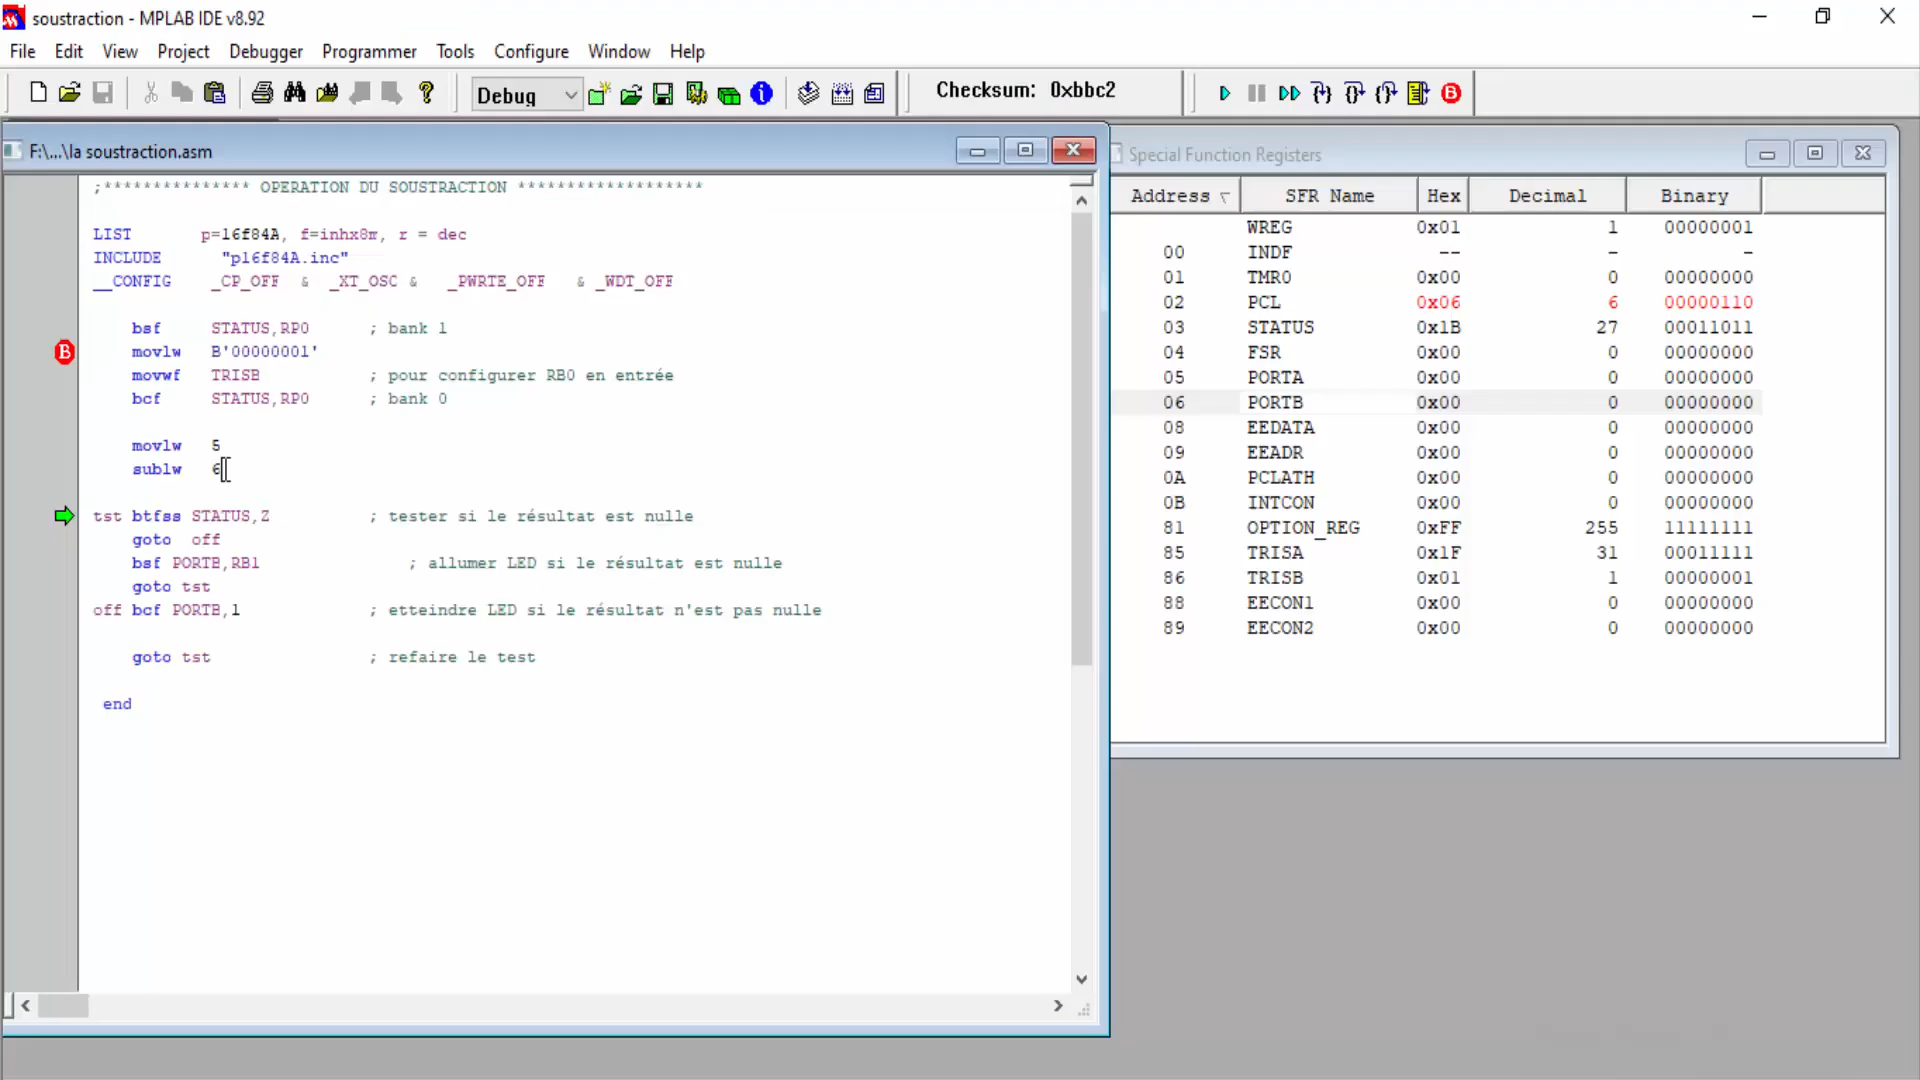 soustraction - MPLAB IDE v8.92
File Edit View Project Debugger Programmer Tools Configure Window Help
Debug
Checksum: 0xbbc2
F:\...\la soustraction.asm
;*************** OPERATION DU SOUSTRACTION *******************
LIST p=16f84A, f=inhx8m, r = dec
INCLUDE "p16f84A.inc"
__CONFIG _CP_OFF & _XT_OSC & _PWRTE_OFF & _WDT_OFF
bsf STATUS,RP0 ; bank 1
B movlw B'00000001'
movwf TRISB ; pour configurer RB0 en entrée
bcf STATUS,RP0 ; bank 0
movlw 5
sublw 6
tst btfss STATUS,Z ; tester si le résultat est nulle
goto off
bsf PORTB,RB1 ; allumer LED si le résultat est nulle
goto tst
off bcf PORTB,1 ; etteindre LED si le résultat n'est pas nulle
goto tst ; refaire le test
end
Special Function Registers
Address SFR Name Hex Decimal Binary
WREG 0x01 1 00000001
00 INDF -- - -
01 TMR0 0x00 0 00000000
02 PCL 0x06 6 00000110
03 STATUS 0x1B 27 00011011
04 FSR 0x00 0 00000000
05 PORTA 0x00 0 00000000
06 PORTB 0x00 0 00000000
08 EEDATA 0x00 0 00000000
09 EEADR 0x00 0 00000000
0A PCLATH 0x00 0 00000000
0B INTCON 0x00 0 00000000
81 OPTION_REG 0xFF 255 11111111
85 TRISA 0x1F 31 00011111
86 TRISB 0x01 1 00000001
88 EECON1 0x00 0 00000000
89 EECON2 0x00 0 00000000